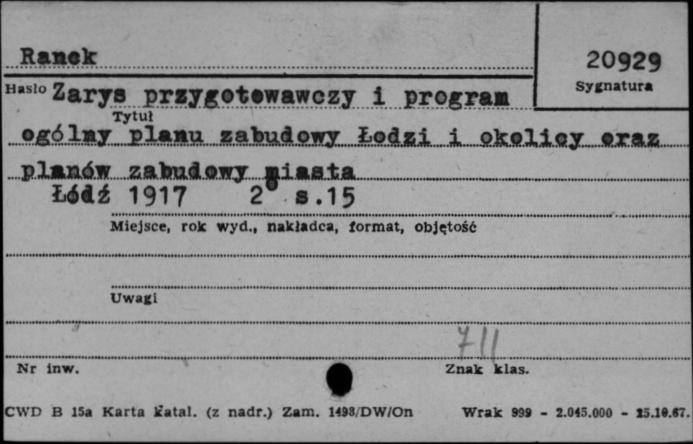 Ranek
20929
Hasło
Sygnatura
Zarys przygotowawczy i program
Tytuł
ogólny planu zabudowy Łodzi i okolicy oraz
planów zabudowy miasta
Łódź 1917 2° s.15
Miejsce, rok wyd., nakładca, format, objętość
Uwagi
711
Nr inw.
Znak klas.
CWD B 15a Karta katal. (z nadr.) Zam. 1498/DW/On Wrak 999 - 2.045.000 - 25.10.67.